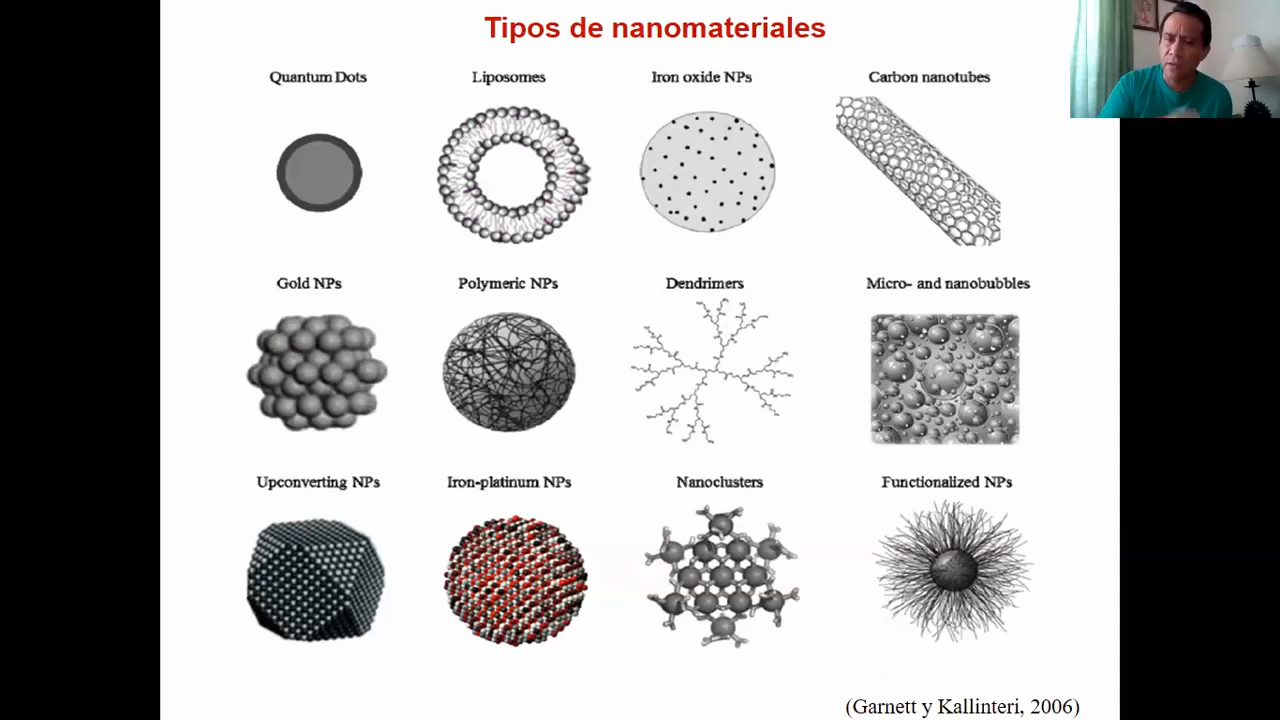 Tipos de nanomateriales
Quantum Dots
Liposomes
Iron oxide NPs
Carbon nanotubes
Gold NPs
Polymeric NPs
Dendrimers
Micro- and nanobubbles
Upconverting NPs
Iron-platinum NPs
Nanoclusters
Functionalized NPs
(Garnett y Kallinteri, 2006)